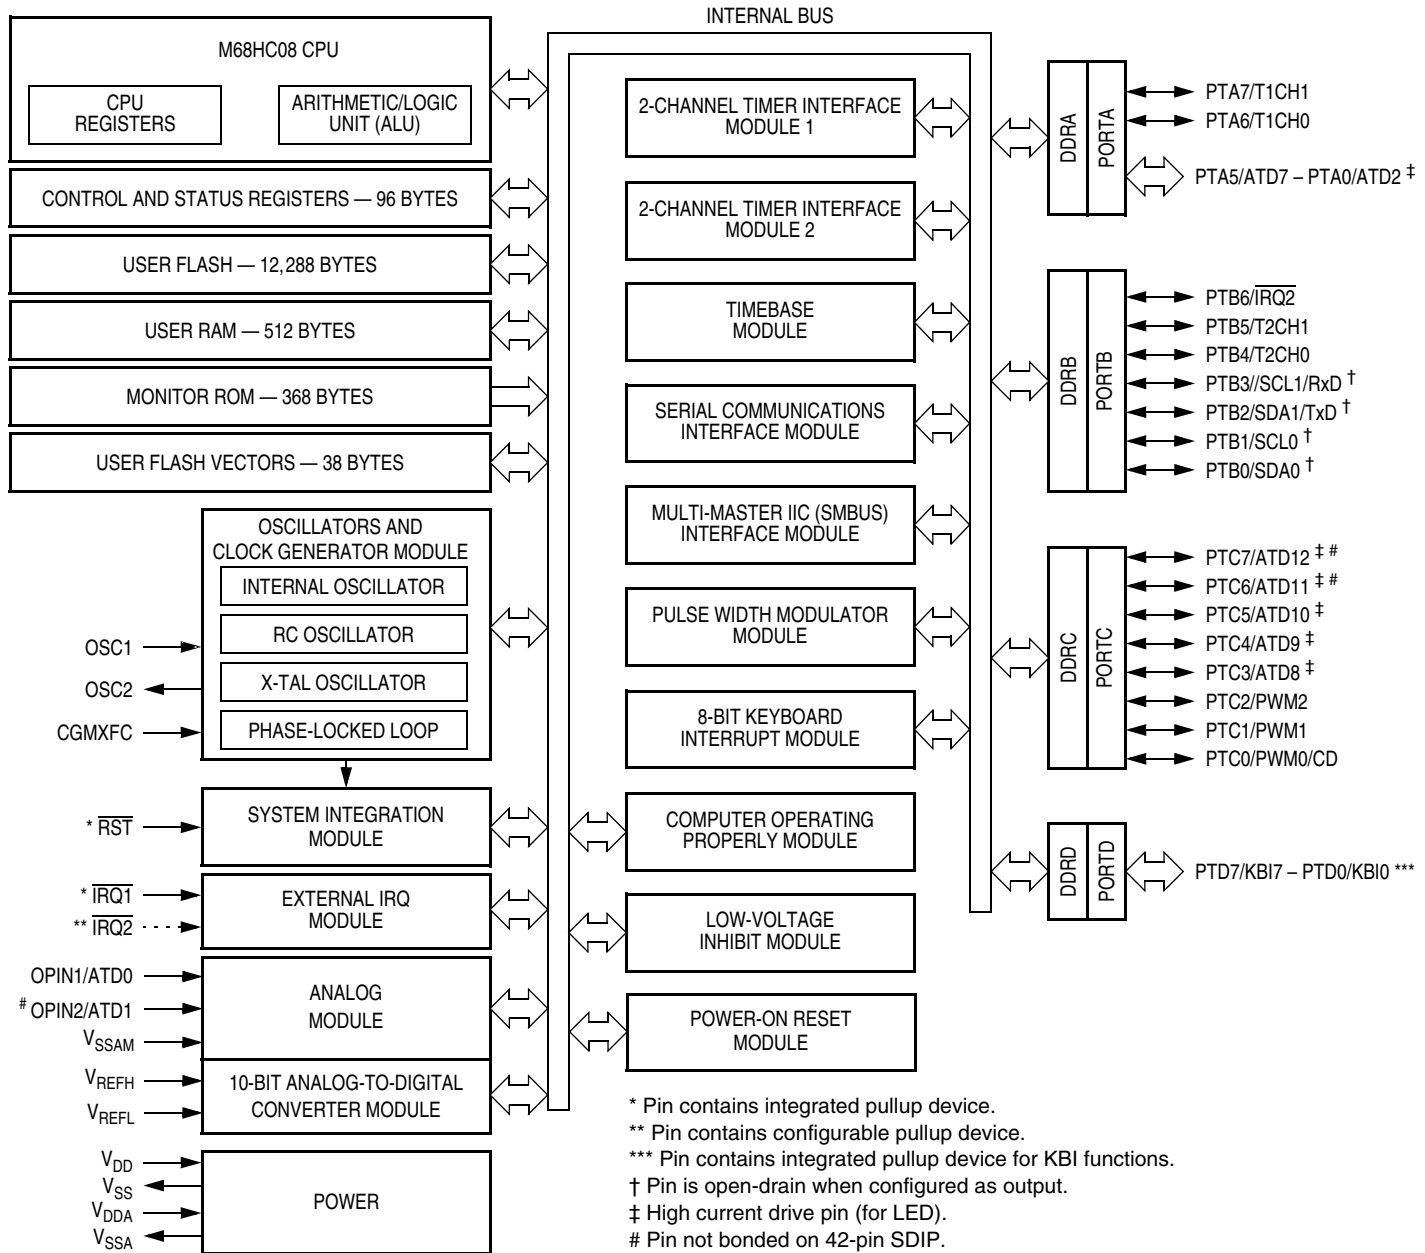 INTERNAL BUS
M68HC08 CPU
CPU
REGISTERS
ARITHMETIC/LOGIC
UNIT (ALU)
CONTROL AND STATUS REGISTERS — 96 BYTES
USER FLASH — 12,288 BYTES
USER RAM — 512 BYTES
MONITOR ROM — 368 BYTES
USER FLASH VECTORS — 38 BYTES
OSCILLATORS AND
CLOCK GENERATOR MODULE
INTERNAL OSCILLATOR
RC OSCILLATOR
X-TAL OSCILLATOR
PHASE-LOCKED LOOP
OSC1
OSC2
CGMXFC
SYSTEM INTEGRATION
MODULE
* RST
EXTERNAL IRQ
MODULE
* IRQ1
** IRQ2
ANALOG
MODULE
OPIN1/ATD0
# OPIN2/ATD1
VSSAM
10-BIT ANALOG-TO-DIGITAL
CONVERTER MODULE
VREFH
VREFL
POWER
VDD
VSS
VDDA
VSSA
2-CHANNEL TIMER INTERFACE
MODULE 1
2-CHANNEL TIMER INTERFACE
MODULE 2
TIMEBASE
MODULE
SERIAL COMMUNICATIONS
INTERFACE MODULE
MULTI-MASTER IIC (SMBUS)
INTERFACE MODULE
PULSE WIDTH MODULATOR
MODULE
8-BIT KEYBOARD
INTERRUPT MODULE
COMPUTER OPERATING
PROPERLY MODULE
LOW-VOLTAGE
INHIBIT MODULE
POWER-ON RESET
MODULE
DDRA
PORTA
PTA7/T1CH1
PTA6/T1CH0
PTA5/ATD7 – PTA0/ATD2 ‡
DDRB
PORTB
PTB6/IRQ2
PTB5/T2CH1
PTB4/T2CH0
PTB3//SCL1/RxD †
PTB2/SDA1/TxD †
PTB1/SCL0 †
PTB0/SDA0 †
DDRC
PORTC
PTC7/ATD12 ‡ #
PTC6/ATD11 ‡ #
PTC5/ATD10 ‡
PTC4/ATD9 ‡
PTC3/ATD8 ‡
PTC2/PWM2
PTC1/PWM1
PTC0/PWM0/CD
DDRD
PORTD
PTD7/KBI7 – PTD0/KBI0 ***
* Pin contains integrated pullup device.
** Pin contains configurable pullup device.
*** Pin contains integrated pullup device for KBI functions.
† Pin is open-drain when configured as output.
‡ High current drive pin (for LED).
# Pin not bonded on 42-pin SDIP.